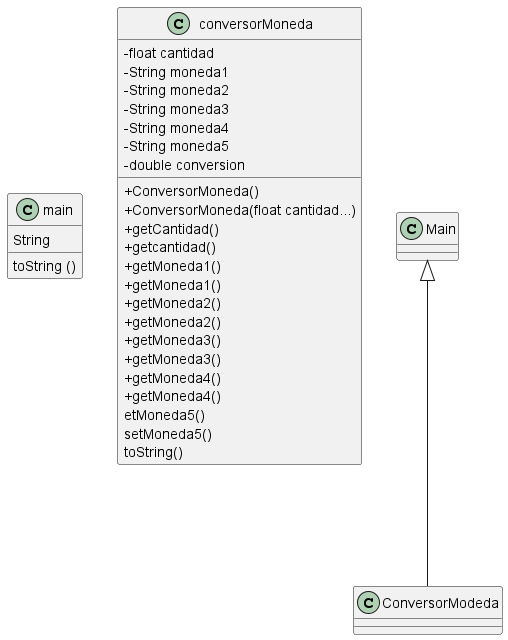 C conversorMoneda
-float cantidad
-String moneda1
-String moneda2
-String moneda3
-String moneda4
-String moneda5
-double conversion
+ConversorMoneda()
+ConversorMoneda(float cantidad...)
+getCantidad()
+getcantidad()
+getMoneda1()
+getMoneda1()
+getMoneda2()
+getMoneda2()
+getMoneda3()
+getMoneda3()
+getMoneda4()
+getMoneda4()
etMoneda5()
setMoneda5()
toString()
C main
String
toString ()
C Main
C ConversorModeda